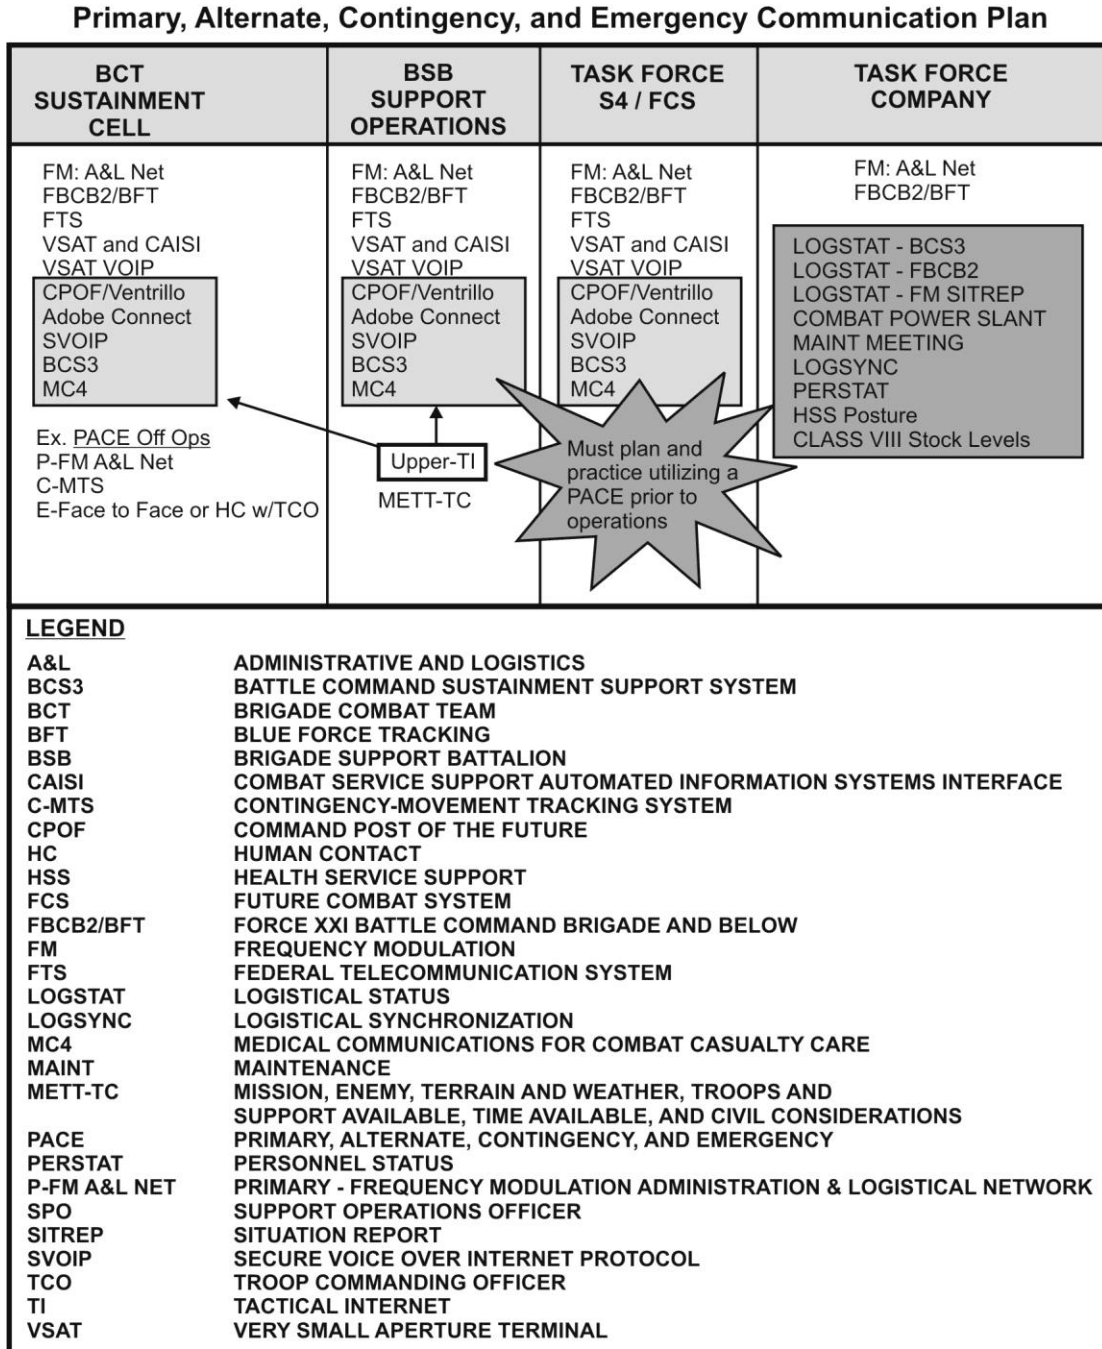 Primary, Alternate, Contingency, and Emergency Communication Plan
BCT
SUSTAINMENT
CELL
FM: A&L Net
FBCB2/BFT
FTS
VSAT and CAISI
VSAT VOIP
CPOF/Ventrillo
Adobe Connect
SVOIP
BCS3
MC4
Ex. PACE Off Ops
P-FM A&L Net
C-MTS
E-Face to Face or HC w/TCO
BSB
SUPPORT
OPERATIONS
FM: A&L Net
FBCB2/BFT
FTS
VSAT and CAISI
VSAT VOIP
CPOF/Ventrillo
Adobe Connect
SVOIP
BCS3
MC4
Upper-TI
METT-TC
TASK FORCE
S4 / FCS
FM: A&L Net
FBCB2/BFT
FTS
VSAT and CAISI
VSAT VOIP
CPOF/Ventrillo
Adobe Connect
SVOIP
BCS3
MC4
Must plan and
practice utilizing a
PACE prior to
operations
TASK FORCE
COMPANY
FM: A&L Net
FBCB2/BFT
LOGSTAT - BCS3
LOGSTAT - FBCB2
LOGSTAT - FM SITREP
COMBAT POWER SLANT
MAINT MEETING
LOGSYNC
PERSTAT
HSS Posture
CLASS VIII Stock Levels
LEGEND
A&L ADMINISTRATIVE AND LOGISTICS
BCS3 BATTLE COMMAND SUSTAINMENT SUPPORT SYSTEM
BCT BRIGADE COMBAT TEAM
BFT BLUE FORCE TRACKING
BSB BRIGADE SUPPORT BATTALION
CAISI COMBAT SERVICE SUPPORT AUTOMATED INFORMATION SYSTEMS INTERFACE
C-MTS CONTINGENCY-MOVEMENT TRACKING SYSTEM
CPOF COMMAND POST OF THE FUTURE
HC HUMAN CONTACT
HSS HEALTH SERVICE SUPPORT
FCS FUTURE COMBAT SYSTEM
FBCB2/BFT FORCE XXI BATTLE COMMAND BRIGADE AND BELOW
FM FREQUENCY MODULATION
FTS FEDERAL TELECOMMUNICATION SYSTEM
LOGSTAT LOGISTICAL STATUS
LOGSYNC LOGISTICAL SYNCHRONIZATION
MC4 MEDICAL COMMUNICATIONS FOR COMBAT CASUALTY CARE
MAINT MAINTENANCE
METT-TC MISSION, ENEMY, TERRAIN AND WEATHER, TROOPS AND
SUPPORT AVAILABLE, TIME AVAILABLE, AND CIVIL CONSIDERATIONS
PACE PRIMARY, ALTERNATE, CONTINGENCY, AND EMERGENCY
PERSTAT PERSONNEL STATUS
P-FM A&L NET PRIMARY - FREQUENCY MODULATION ADMINISTRATION & LOGISTICAL NETWORK
SPO SUPPORT OPERATIONS OFFICER
SITREP SITUATION REPORT
SVOIP SECURE VOICE OVER INTERNET PROTOCOL
TCO TROOP COMMANDING OFFICER
TI TACTICAL INTERNET
VSAT VERY SMALL APERTURE TERMINAL